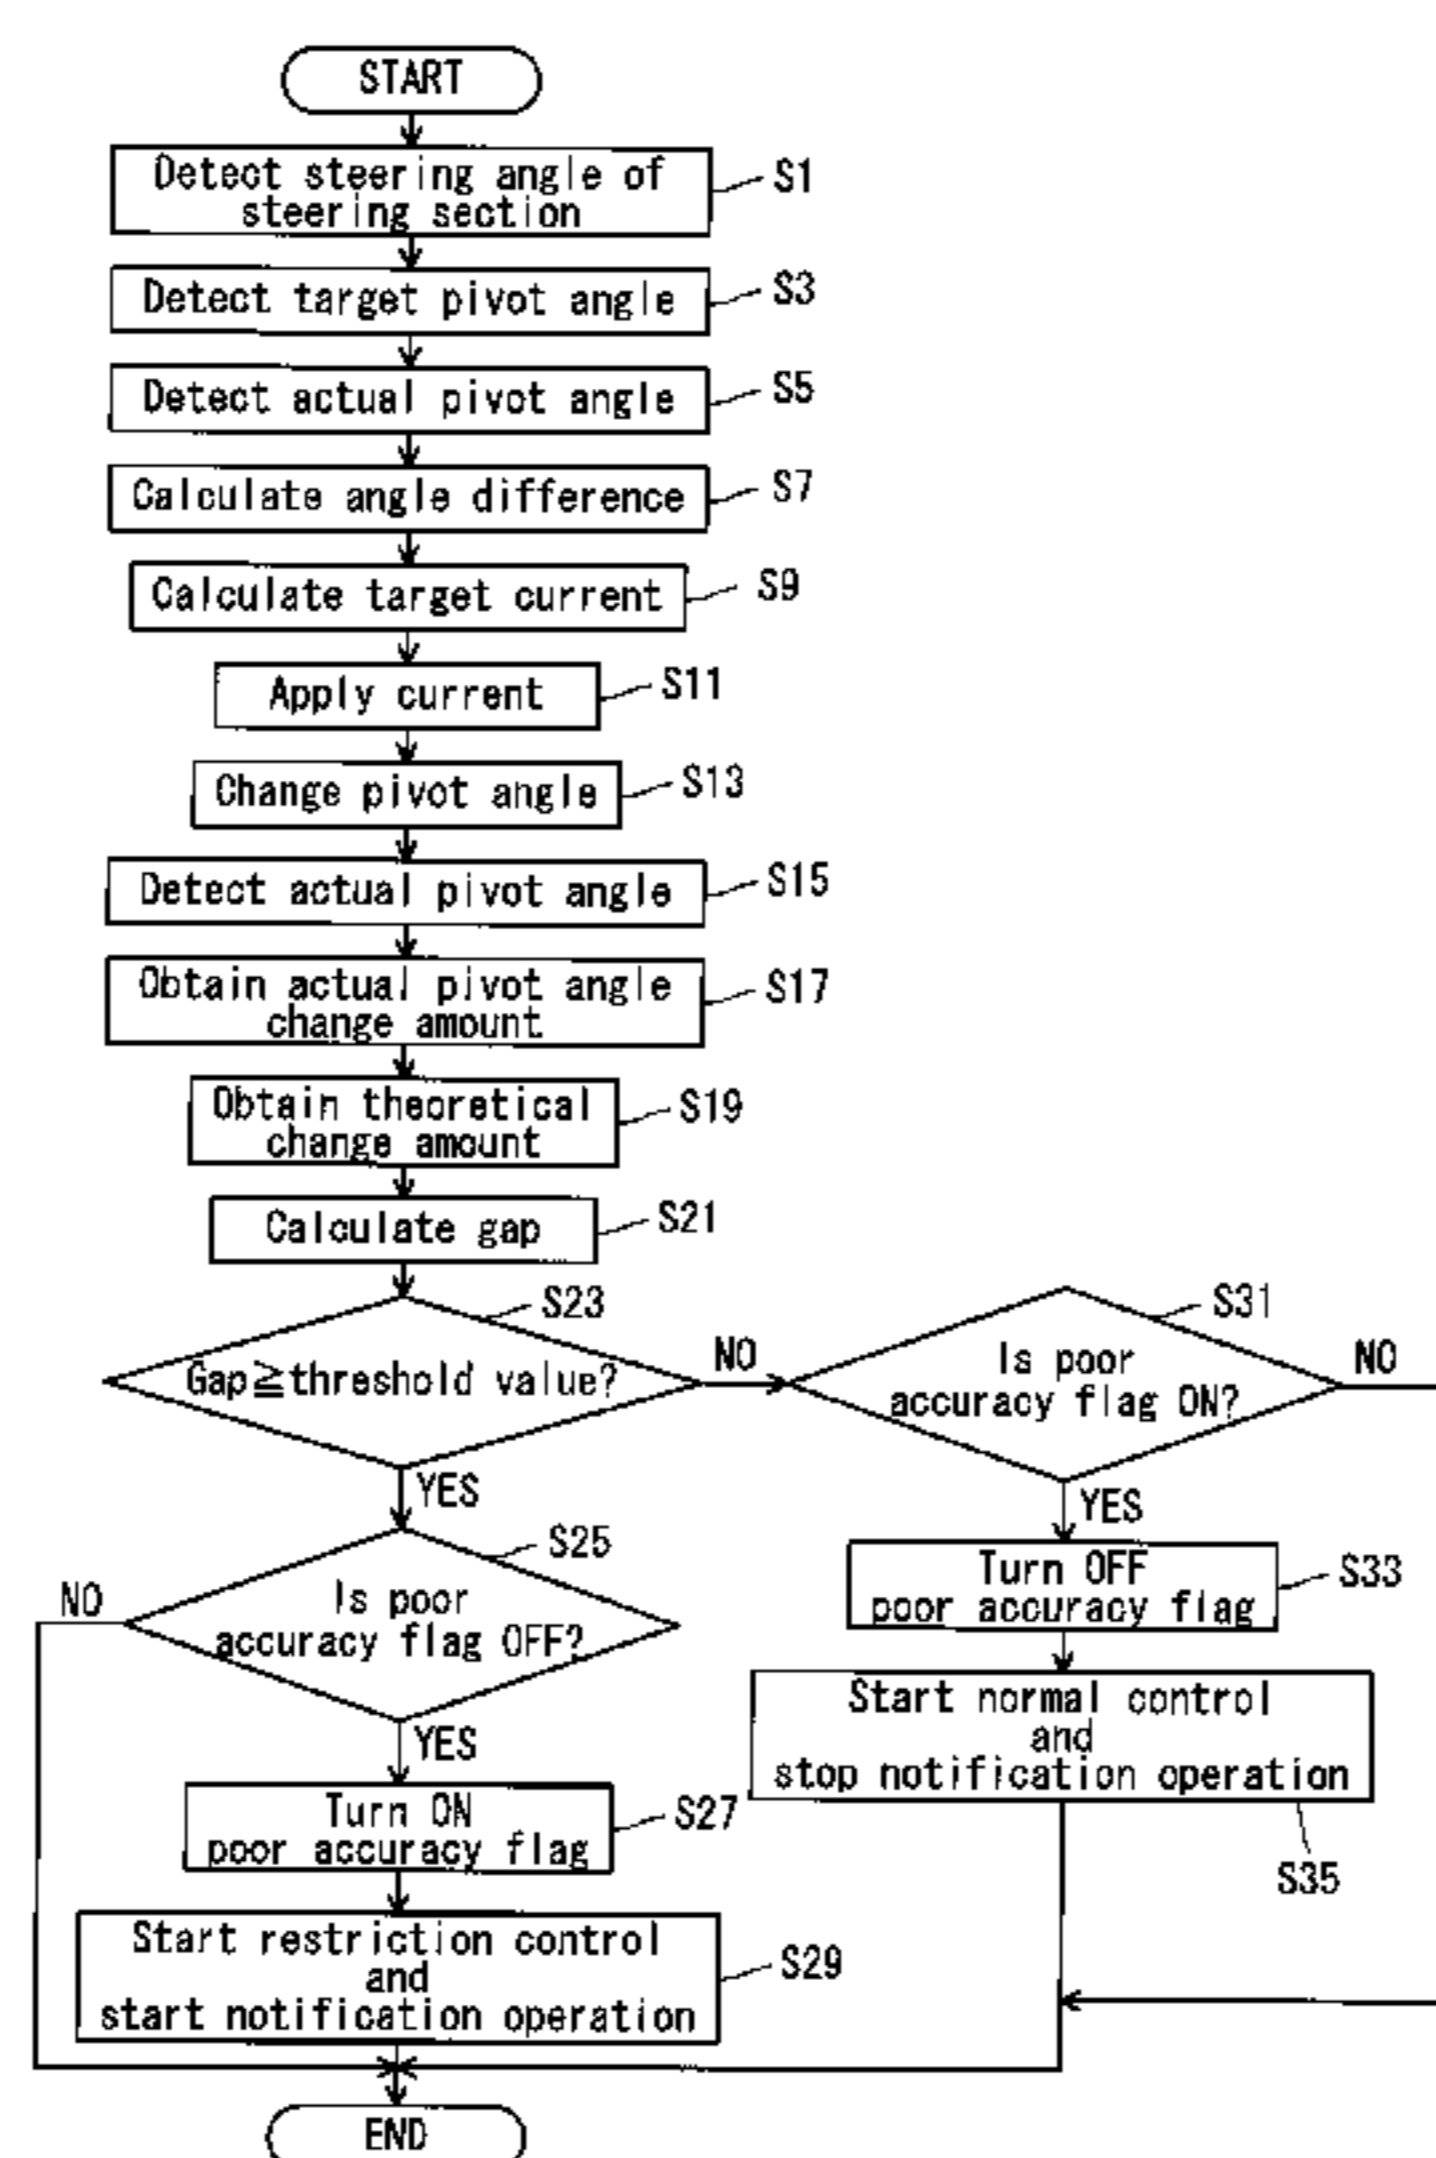 START
Detect steering angle of
steering section
S1
Detect target pivot angle
S3
Detect actual pivot angle
S5
Calculate angle difference
S7
Calculate target current
S9
Apply current
S11
Change pivot angle
S13
Detect actual pivot angle
S15
Obtain actual pivot angle
change amount
S17
Obtain theoretical
change amount
S19
Calculate gap
S21
S23
Gap≧threshold value?
NO
YES
S31
Is poor
accuracy flag ON?
NO
YES
S25
Is poor
accuracy flag OFF?
NO
YES
Turn OFF
poor accuracy flag
S33
Start normal control
and
stop notification operation
S35
Turn ON
poor accuracy flag
S27
Start restriction control
and
start notification operation
S29
END